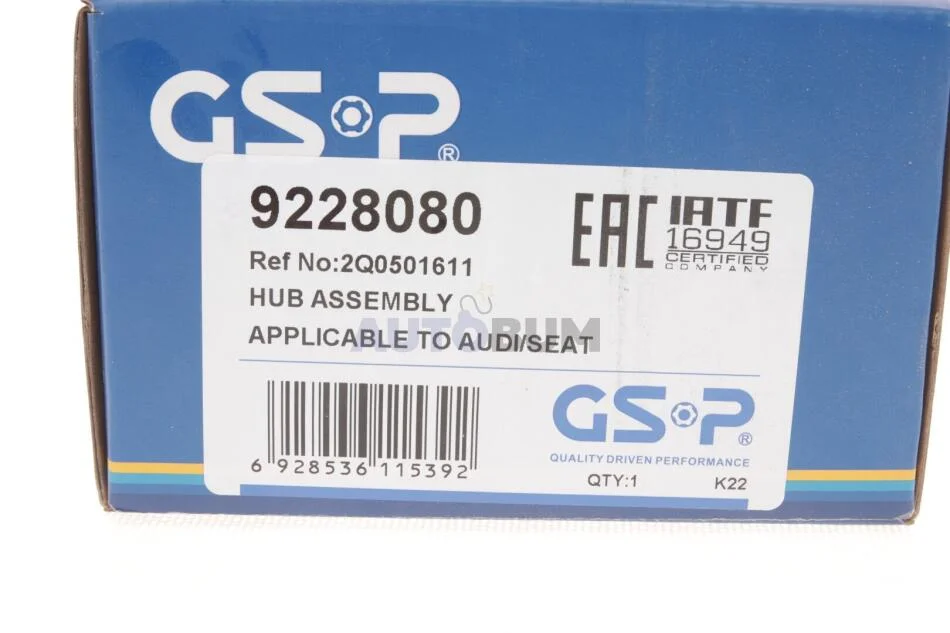 GSP®
9228080
EAC
IATF
16949
CERTIFIED
COMPANY
Ref No:2Q0501611
HUB ASSEMBLY
AUTOBUM
APPLICABLE TO AUDI/SEAT
6 928536 115392
GSP®
QUALITY DRIVEN PERFORMANCE
QTY:1
K22